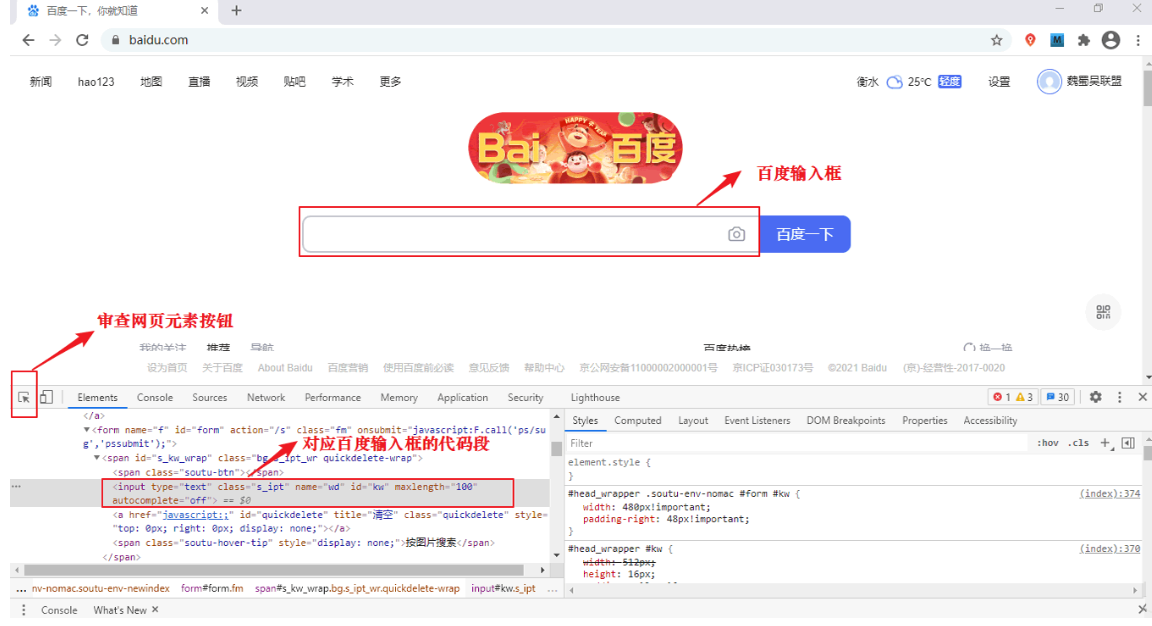 百度一下，你就知道
baidu.com
新闻 hao123 地图 直播 视频 贴吧 学术 更多
衡水 25℃ 轻度 设置 魏蜀吴联盟
HAPPY NEW YEAR
Bai 百度
百度输入框
百度一下
审查网页元素按钮
我的关注 推荐 导航 百度热榜 换一换
设为首页 关于百度 About Baidu 百度营销 使用百度前必读 意见反馈 帮助中心 京公网安备11000002000001号 京ICP证030173号 ©2021 Baidu (京)-经营性-2017-0020
Elements Console Sources Network Performance Memory Application Security Lighthouse 1 3 30
</a>
▼<form name="f" id="form" action="/s" class="fm" onsubmit="javascript:F.call('ps/su
g','pssubmit');">
对应百度输入框的代码段
▼<span id="s_kw_wrap" class="bg s_ipt_wr quickdelete-wrap">
<span class="soutu-btn"></span>
<input type="text" class="s_ipt" name="wd" id="kw" maxlength="100"
autocomplete="off"> == $0
<a href="javascript:;" id="quickdelete" title="清空" class="quickdelete" style=
"top: 0px; right: 0px; display: none;"></a>
<span class="soutu-hover-tip" style="display: none;">按图片搜索</span>
</span>
... nv-nomac.soutu-env-newindex form#form.fm span#s_kw_wrap.bg.s_ipt_wr.quickdelete-wrap input#kw.s_ipt ...
Styles Computed Layout Event Listeners DOM Breakpoints Properties Accessibility
Filter :hov .cls +
element.style {
}
#head_wrapper .soutu-env-nomac #form #kw { (index):374
width: 480px!important;
padding-right: 48px!important;
}
#head_wrapper #kw { (index):370
width: 512px;
height: 16px;
Console What's New ×